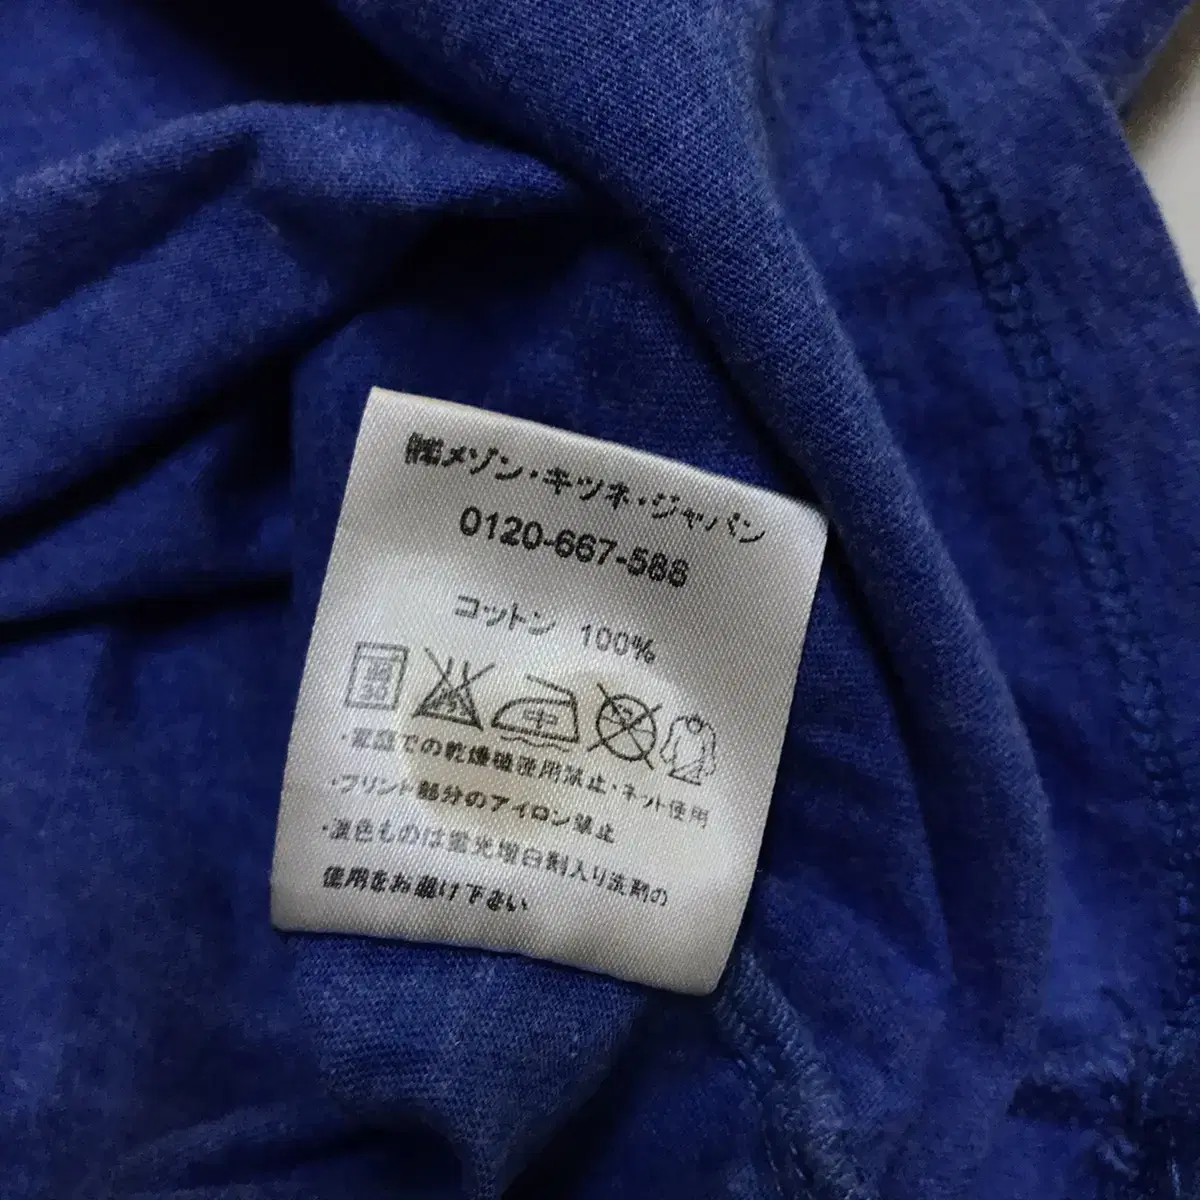 ㈱メゾン・キツネ・ジャパン
0120-667-588
コットン 100%
中
・家庭での乾燥機使用禁止・ネット使用
・プリント部分のアイロン禁止
・淡色ものは蛍光増白剤入り洗剤の
使用をお避け下さい